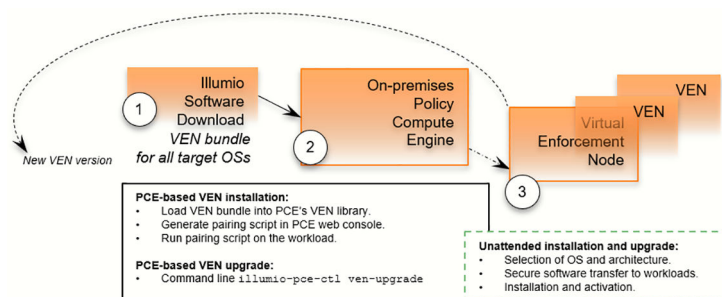 Illumio
Software
Download
VEN bundle
for all target OSs
1
On-premises
Policy
Compute
Engine
2
VEN
VEN
Virtual
Enforcement
Node
3
New VEN version
PCE-based VEN installation:
• Load VEN bundle into PCE's VEN library.
• Generate pairing script in PCE web console.
• Run pairing script on the workload.
PCE-based VEN upgrade:
• Command line illumio-pce-ctl ven-upgrade
Unattended installation and upgrade:
• Selection of OS and architecture.
• Secure software transfer to workloads.
• Installation and activation.